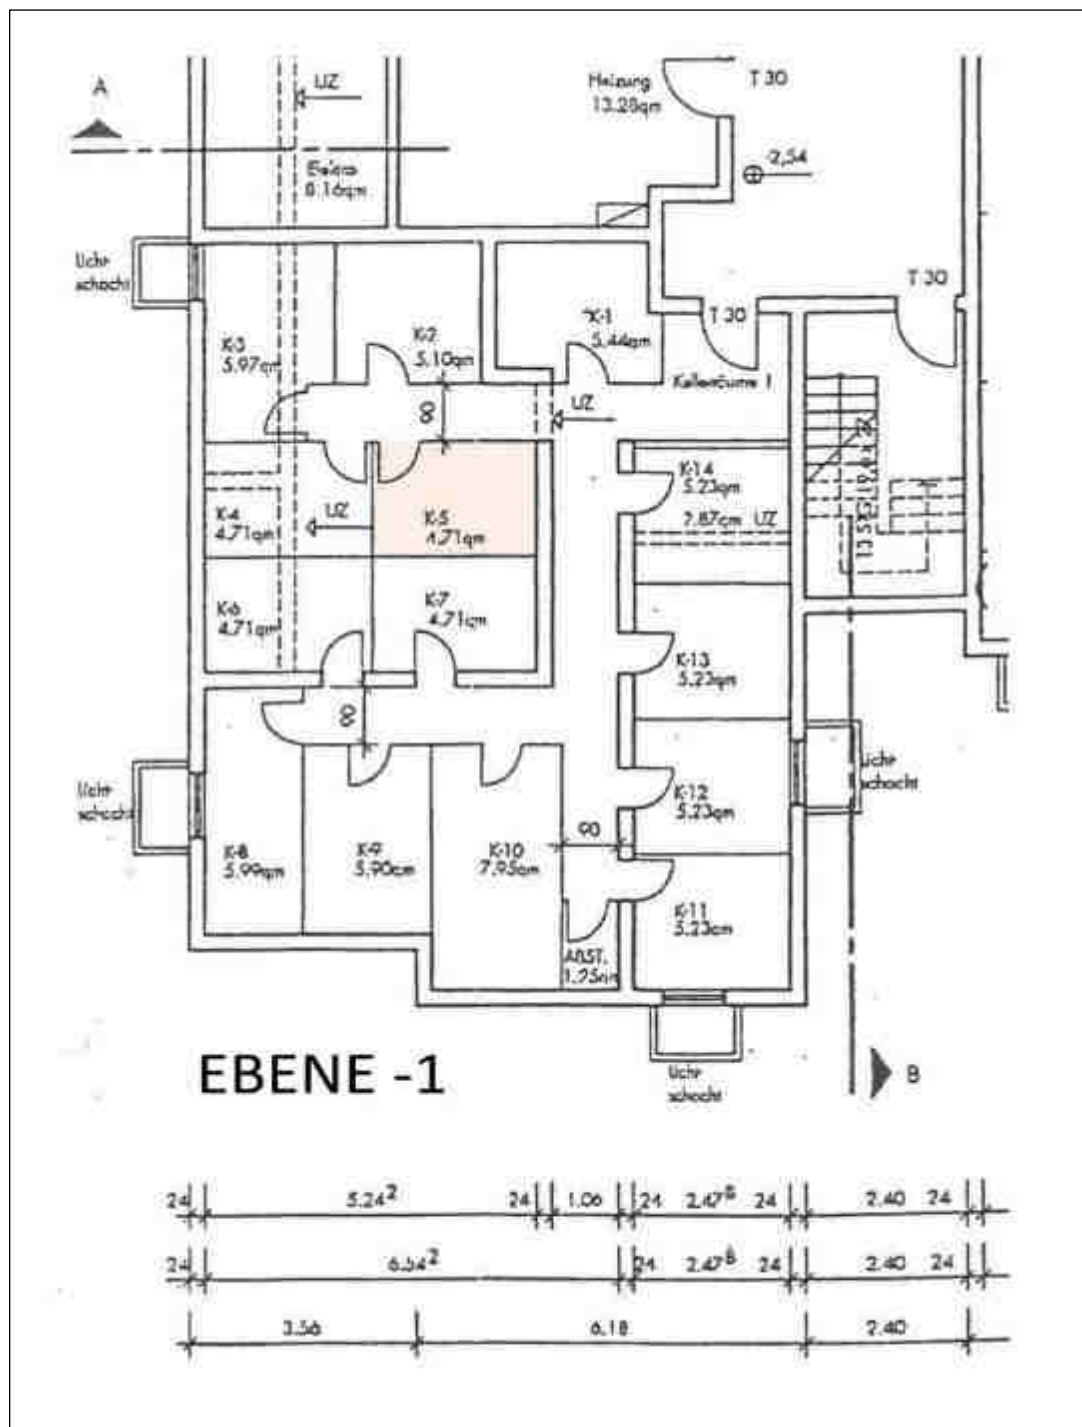 A
UZ
Heizung
13.28qm
T 30
-2,54
8.16qm
Licht-
schacht
T 30
K-3
5.97qm
K-2
5.10qm
K-1
5.44qm
T 30
Kellerräume 1
80
UZ
K-4
4.71qm
UZ
K-5
4.71qm
K-14
5.23qm
UZ
K-6
4.71qm
K-7
4.71qm
K-13
5.23qm
80
Licht-
schacht
K-8
5.99qm
K-9
5.90qm
K-10
7.95qm
90
K-12
5.23qm
Licht-
schacht
K-11
5.23qm
ABST.
1.25qm
EBENE -1
Licht-
schacht
B
24 5.24² 24 1.06 24 2.47⁵ 24 2.40 24
24 6.54² 24 2.47⁵ 24 2.40 24
3.56 6.18 2.40